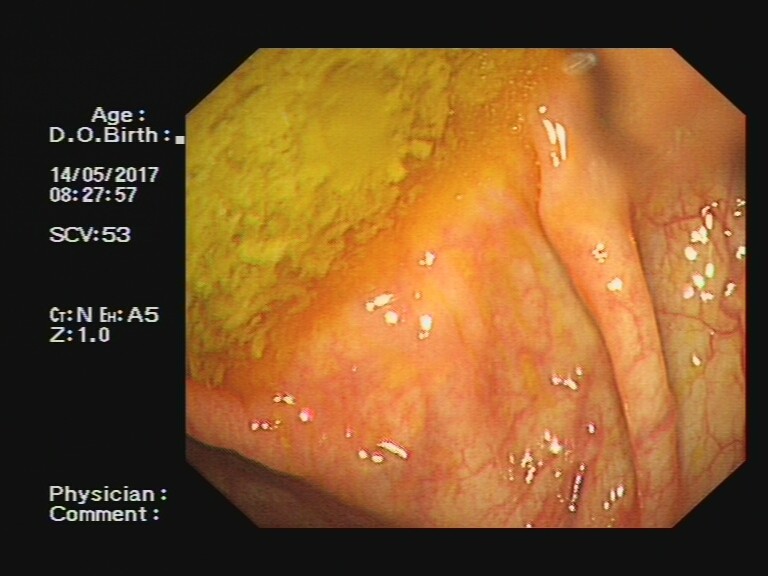 Age:
D.O.Birth:
14/05/2017
08:27:57
SCV:53
CT:N EH:A5
Z:1.0
Physician:
Comment: